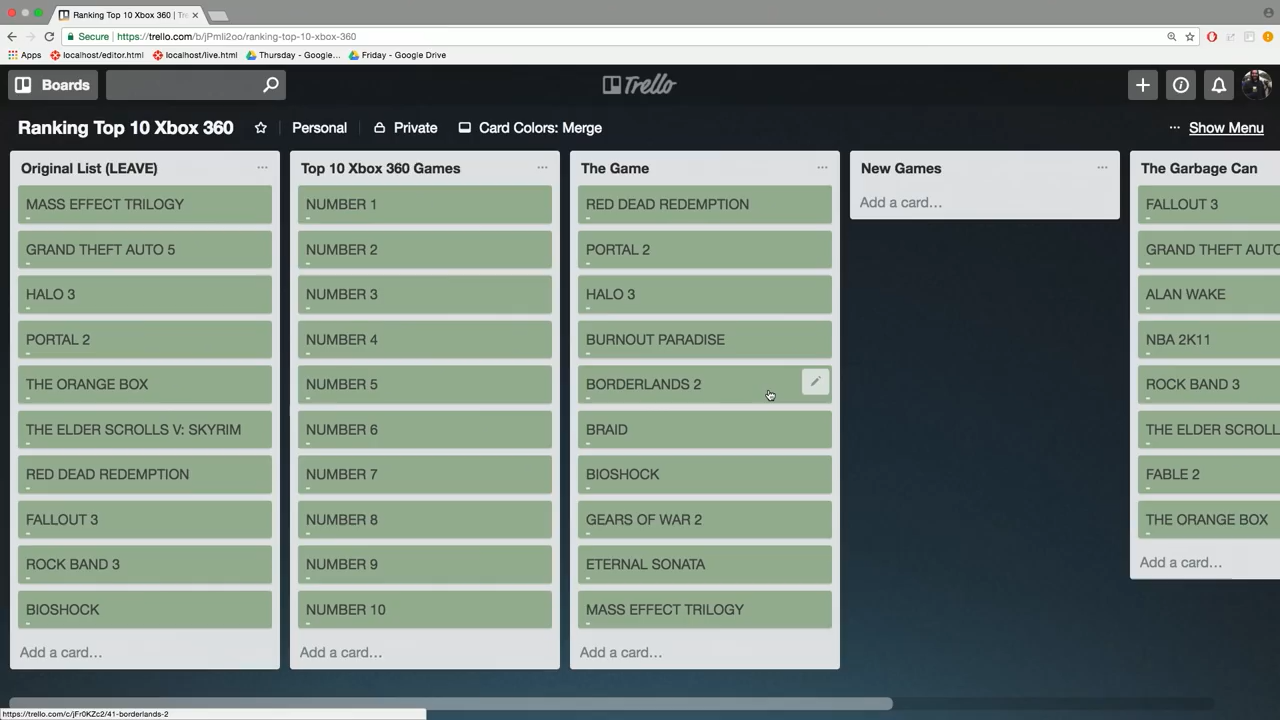 Ranking Top 10 Xbox 360 | Tre
Secure https://trello.com/b/jPmli2oo/ranking-top-10-xbox-360
Apps localhost/editor.html localhost/live.html Thursday - Google... Friday - Google Drive
Boards Trello
Ranking Top 10 Xbox 360 Personal Private Card Colors: Merge ... Show Menu
Original List (LEAVE) ...
MASS EFFECT TRILOGY
GRAND THEFT AUTO 5
HALO 3
PORTAL 2
THE ORANGE BOX
THE ELDER SCROLLS V: SKYRIM
RED DEAD REDEMPTION
FALLOUT 3
ROCK BAND 3
BIOSHOCK
Add a card...
Top 10 Xbox 360 Games ...
NUMBER 1
NUMBER 2
NUMBER 3
NUMBER 4
NUMBER 5
NUMBER 6
NUMBER 7
NUMBER 8
NUMBER 9
NUMBER 10
Add a card...
The Game ...
RED DEAD REDEMPTION
PORTAL 2
HALO 3
BURNOUT PARADISE
BORDERLANDS 2
BRAID
BIOSHOCK
GEARS OF WAR 2
ETERNAL SONATA
MASS EFFECT TRILOGY
Add a card...
New Games ...
Add a card...
The Garbage Can
FALLOUT 3
GRAND THEFT AUTO
ALAN WAKE
NBA 2K11
ROCK BAND 3
THE ELDER SCROLL
FABLE 2
THE ORANGE BOX
Add a card...
https://trello.com/c/jFr0KZc2/41-borderlands-2